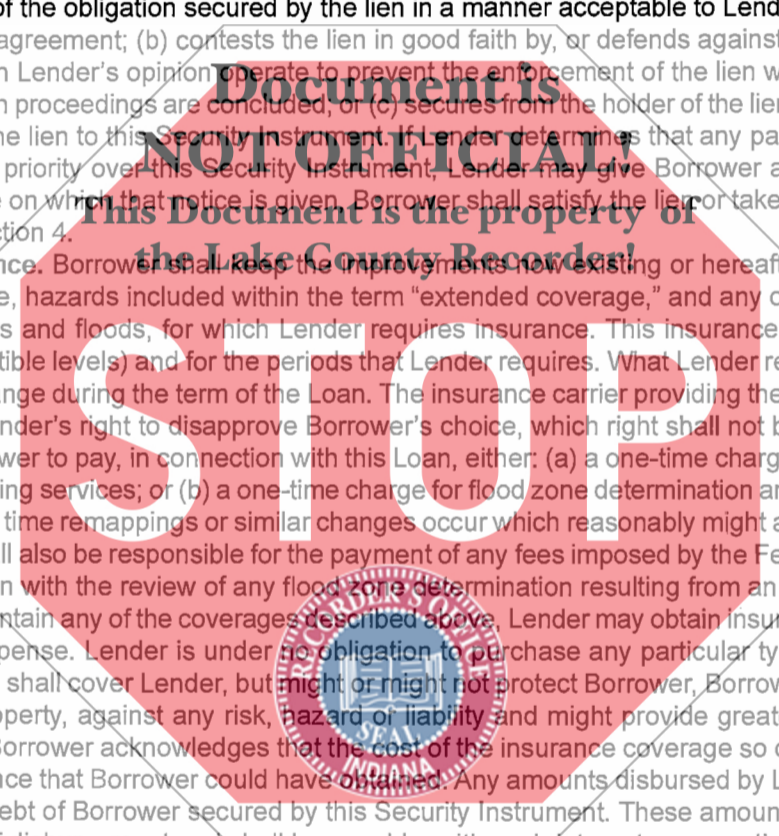 of the obligation secured by the lien in a manner acceptable to Lend
agreement; (b) contests the lien in good faith by, or defends against
n Lender's opinion operate to prevent the enforcement of the lien w
Document is
n proceedings are concluded; or (c) secures from the holder of the lie
he lien to this Security Instrument. If Lender determines that any pa
NOT OFFICIAL!
priority over this Security Instrument, Lender may give Borrower a
on which that notice is given, Borrower shall satisfy the lien or take
This Document is the property of
tion 4.
the Lake County Recorder!
nce. Borrower shall keep the improvements now existing or hereaf
e, hazards included within the term “extended coverage,” and any o
s and floods, for which Lender requires insurance. This insurance
STOP
tible levels) and for the periods that Lender requires. What Lender re
nge during the term of the Loan. The insurance carrier providing the
nder's right to disapprove Borrower's choice, which right shall not b
wer to pay, in connection with this Loan, either: (a) a one-time charg
ing services; or (b) a one-time charge for flood zone determination an
time remappings or similar changes occur which reasonably might a
ll also be responsible for the payment of any fees imposed by the Fe
n with the review of any flood zone determination resulting from an
ntain any of the coverages described above, Lender may obtain insur
pense. Lender is under no obligation to purchase any particular ty
shall cover Lender, but might or might not protect Borrower, Borrow
operty, against any risk, hazard or liability and might provide great
Borrower acknowledges that the cost of the insurance coverage so o
nce that Borrower could have obtained. Any amounts disbursed by L
ebt of Borrower secured by this Security Instrument. These amoun
RECORDER'S OFFICE
SEAL
INDIANA